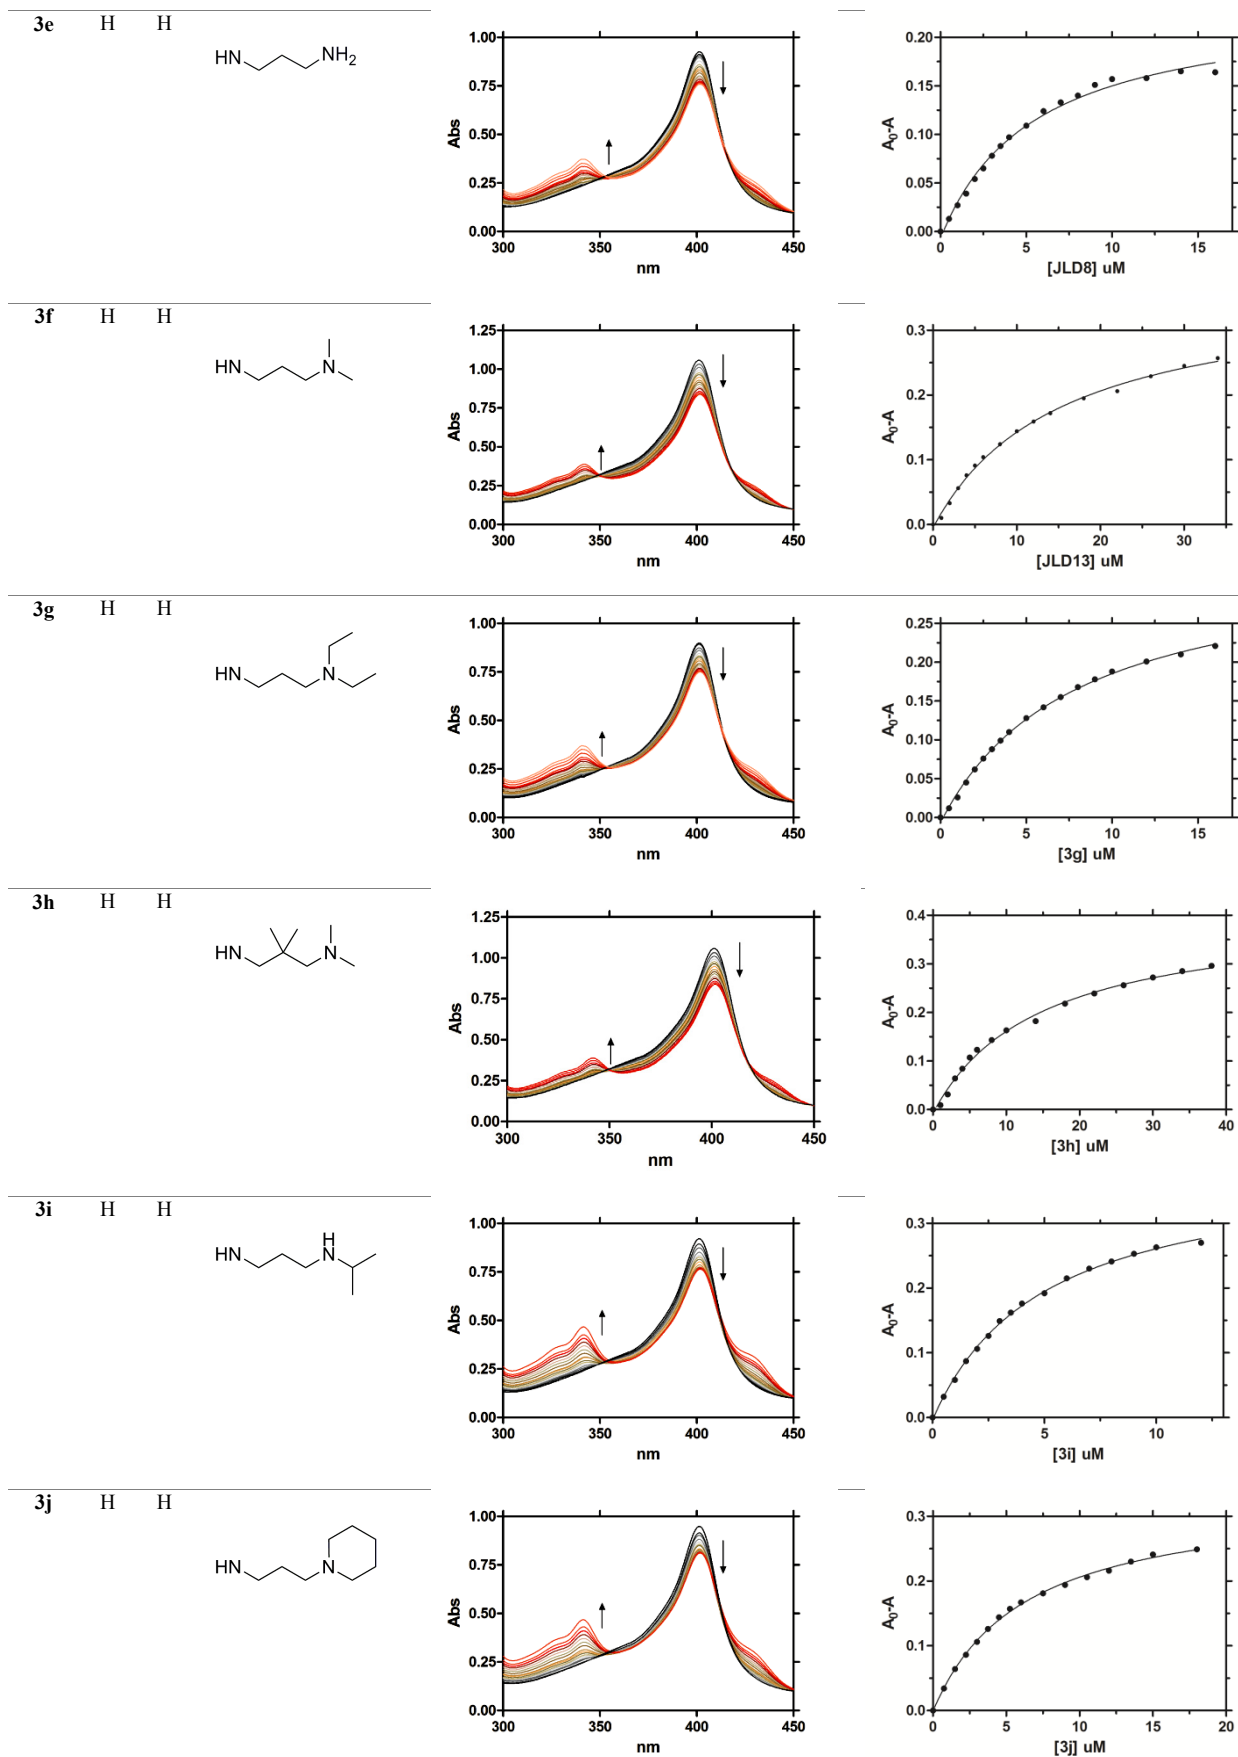 3e H H
HN NH2
1.00
0.75
0.50
0.25
0.00
Abs
300 350 400 450
nm
0.20
0.15
0.10
0.05
0.00
A0-A
0 5 10 15
[JLD8] uM
3f H H
HN N
1.25
1.00
0.75
0.50
0.25
0.00
Abs
300 350 400 450
nm
0.3
0.2
0.1
0.0
A0-A
0 10 20 30
[JLD13] uM
3g H H
HN N
1.00
0.75
0.50
0.25
0.00
Abs
300 350 400 450
nm
0.25
0.20
0.15
0.10
0.05
0.00
A0-A
0 5 10 15
[3g] uM
3h H H
HN N
1.25
1.00
0.75
0.50
0.25
0.00
Abs
300 350 400 450
nm
0.4
0.3
0.2
0.1
0.0
A0-A
0 10 20 30 40
[3h] uM
3i H H
HN H
N
1.00
0.75
0.50
0.25
0.00
Abs
300 350 400 450
nm
0.3
0.2
0.1
0.0
A0-A
0 5 10
[3i] uM
3j H H
HN N
1.00
0.75
0.50
0.25
0.00
Abs
300 350 400 450
nm
0.3
0.2
0.1
0.0
A0-A
0 5 10 15 20
[3j] uM